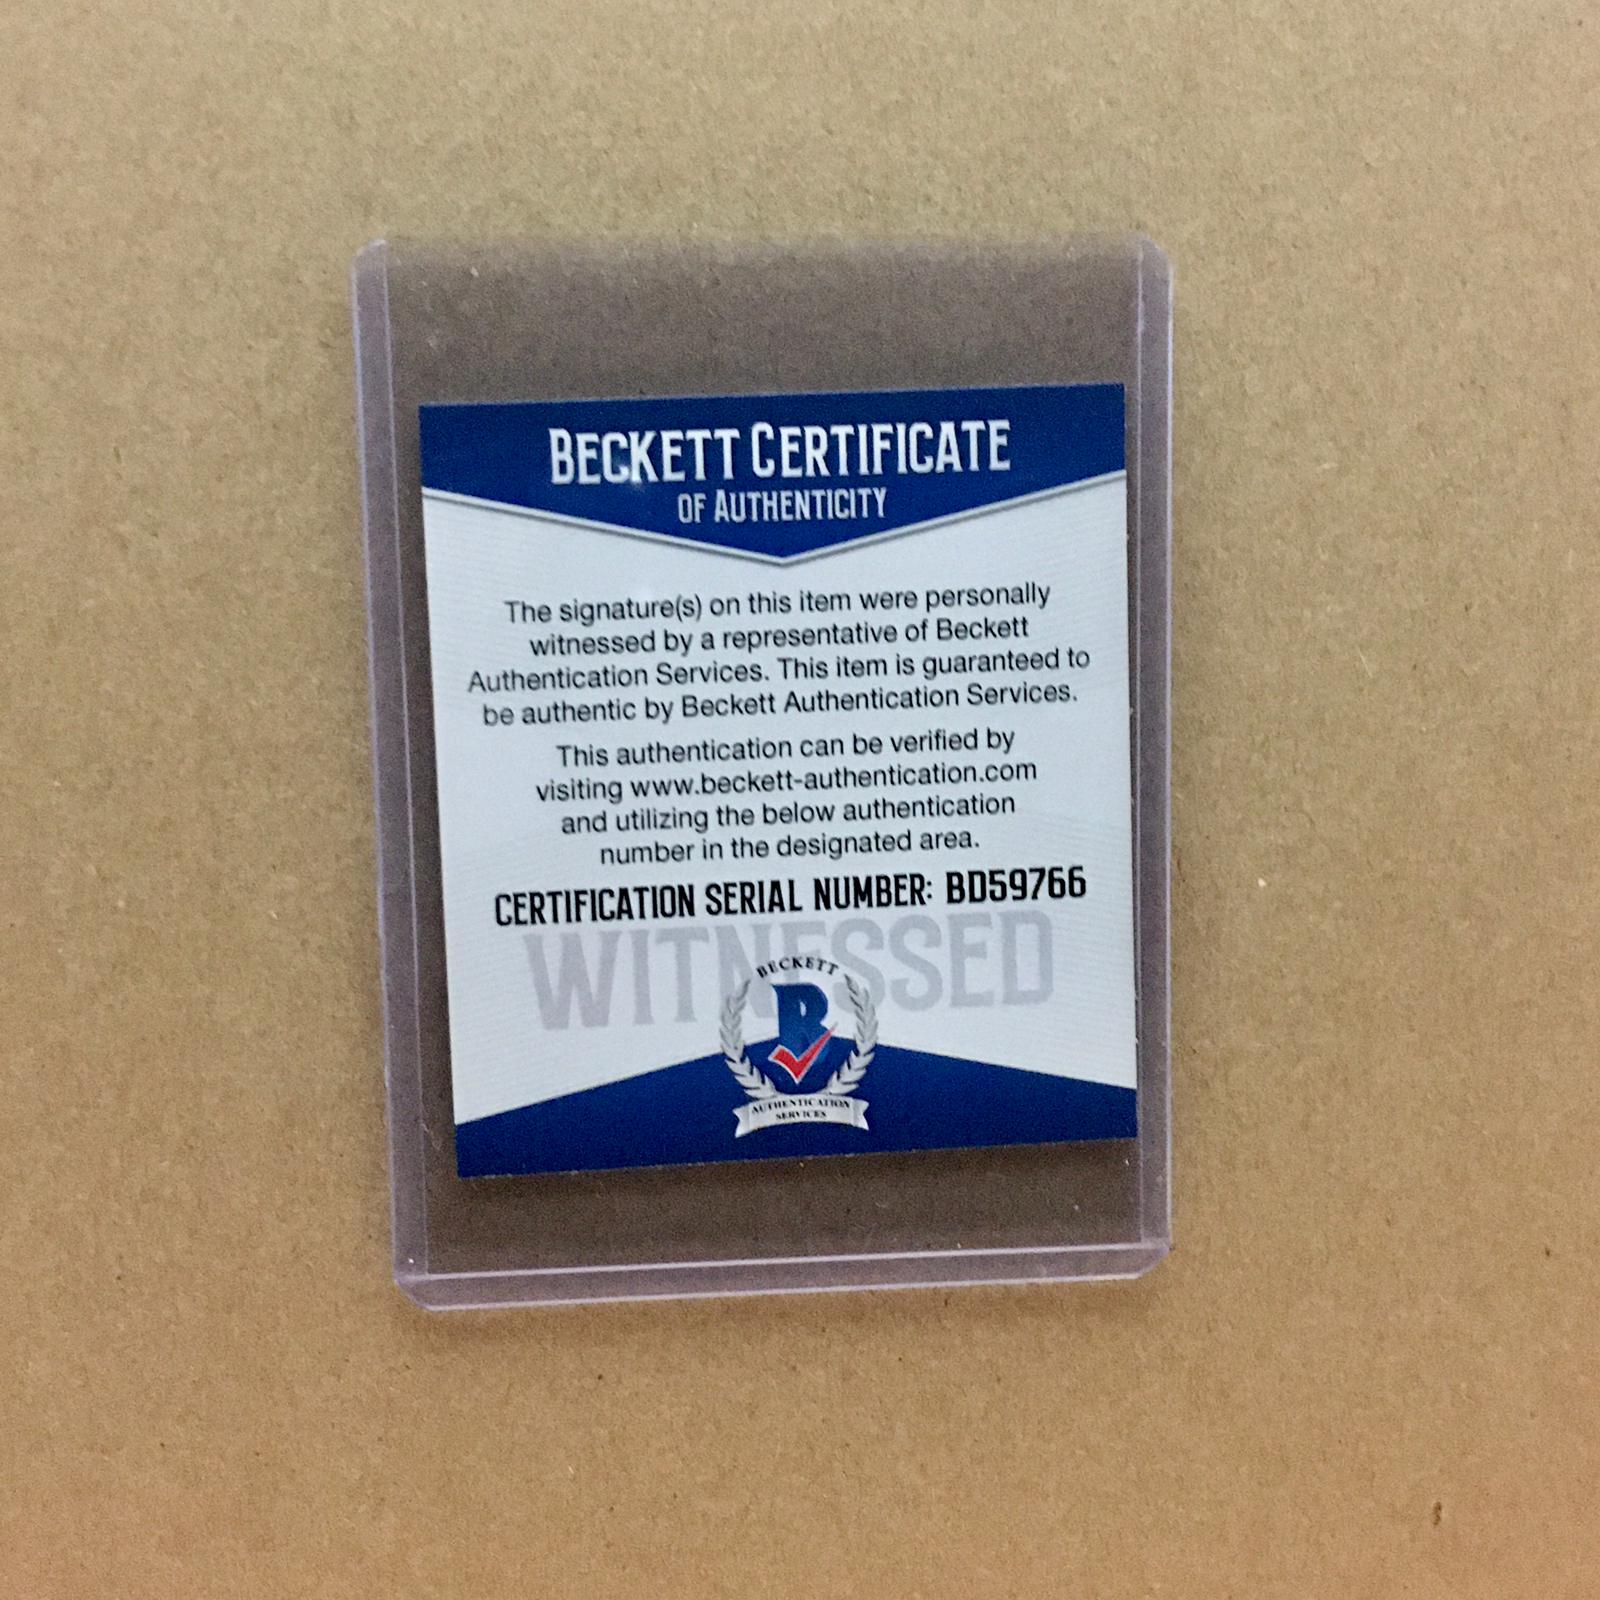 BECKETT CERTIFICATE
OF AUTHENTICITY
The signature(s) on this item were personally
witnessed by a representative of Beckett
Authentication Services. This item is guaranteed to
be authentic by Beckett Authentication Services.
This authentication can be verified by
visiting www.beckett-authentication.com
and utilizing the below authentication
number in the designated area.
CERTIFICATION SERIAL NUMBER: BD59766
WITNESSED
BECKETT
B
AUTHENTICATION
SERVICES